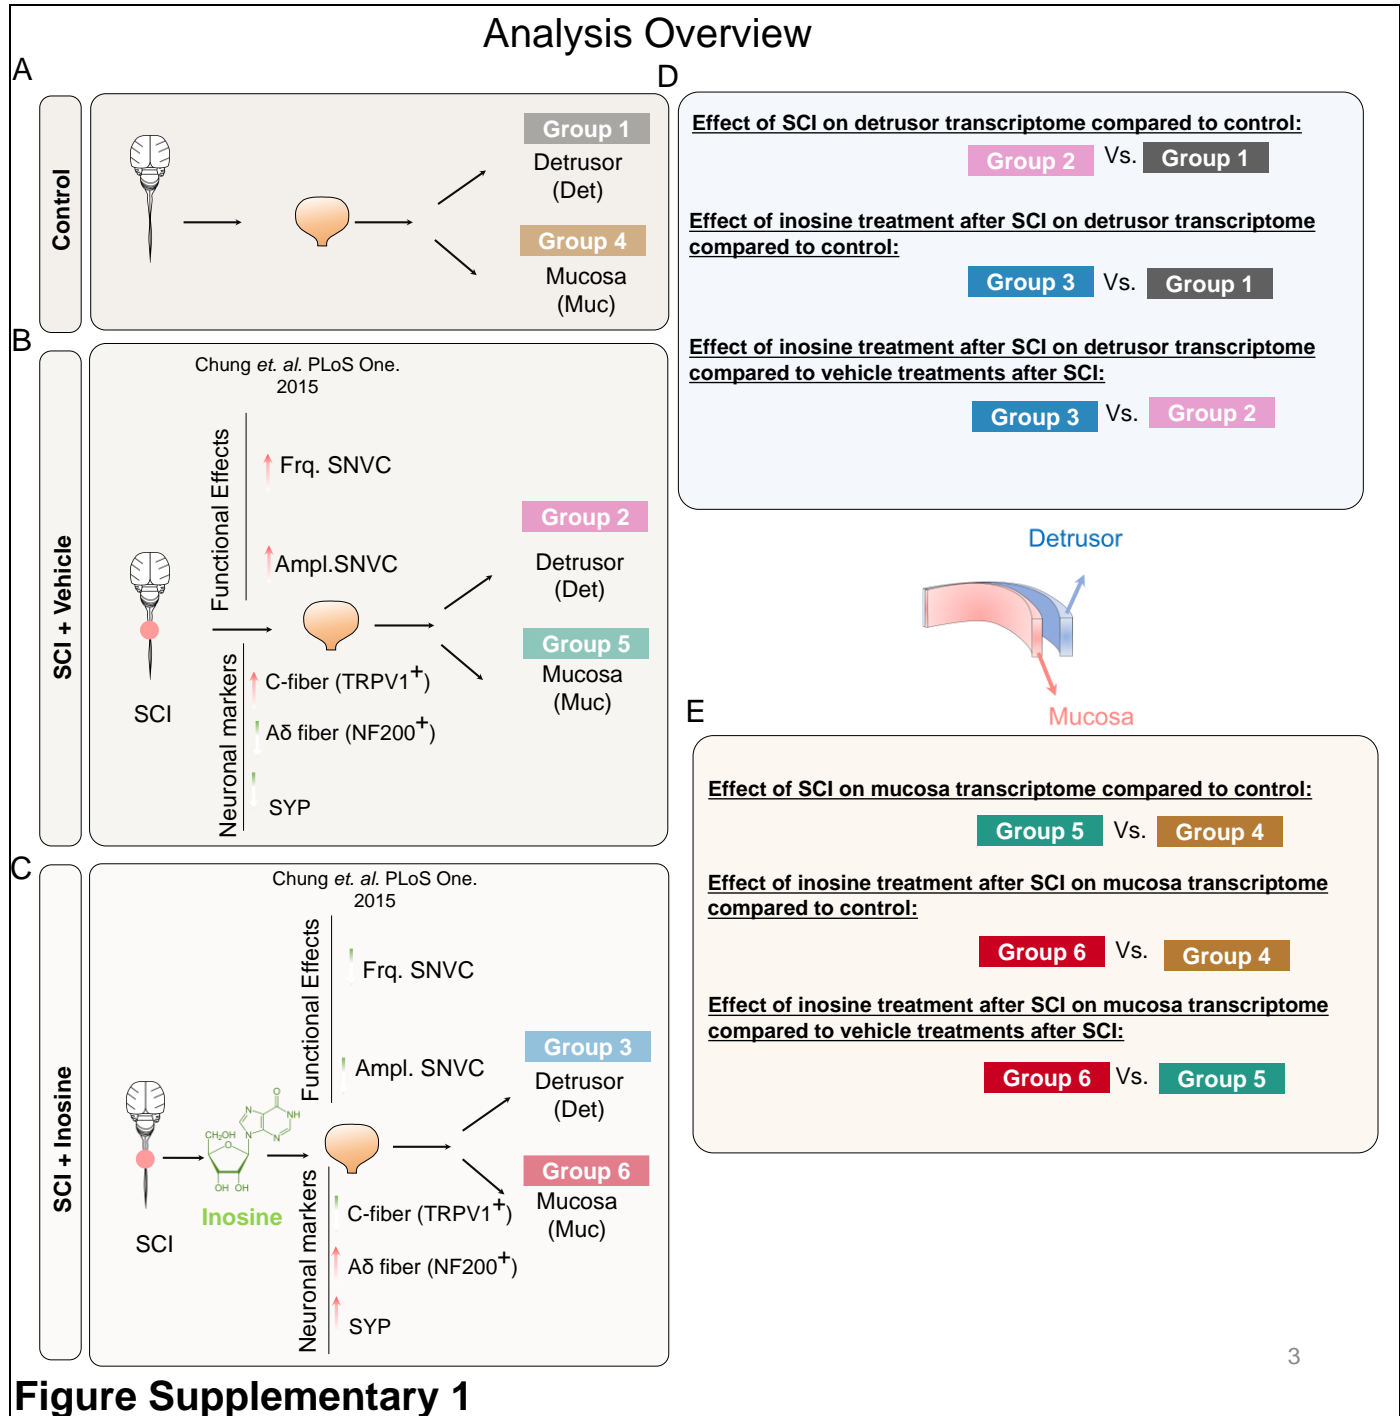 Analysis Overview
A
Control
Group 1
Detrusor
(Det)
Group 4
Mucosa
(Muc)
B
SCI + Vehicle
Chung et. al. PLoS One.
2015
Functional Effects
Frq. SNVC
Ampl.SNVC
SCI
Neuronal markers
C-fiber (TRPV1+)
Aδ fiber (NF200+)
SYP
Group 2
Detrusor
(Det)
Group 5
Mucosa
(Muc)
C
SCI + Inosine
Chung et. al. PLoS One.
2015
Functional Effects
Frq. SNVC
Ampl. SNVC
SCI
O
N
NH
N
N
CH2OH
O
OH OH
Inosine
Neuronal markers
C-fiber (TRPV1+)
Aδ fiber (NF200+)
SYP
Group 3
Detrusor
(Det)
Group 6
Mucosa
(Muc)
D
Effect of SCI on detrusor transcriptome compared to control:
Group 2 Vs. Group 1
Effect of inosine treatment after SCI on detrusor transcriptome
compared to control:
Group 3 Vs. Group 1
Effect of inosine treatment after SCI on detrusor transcriptome
compared to vehicle treatments after SCI:
Group 3 Vs. Group 2
Detrusor
Mucosa
E
Effect of SCI on mucosa transcriptome compared to control:
Group 5 Vs. Group 4
Effect of inosine treatment after SCI on mucosa transcriptome
compared to control:
Group 6 Vs. Group 4
Effect of inosine treatment after SCI on mucosa transcriptome
compared to vehicle treatments after SCI:
Group 6 Vs. Group 5
3
Figure Supplementary 1